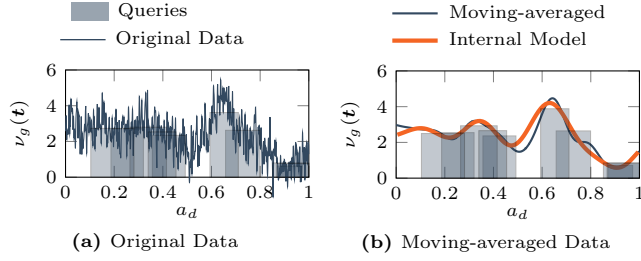 Queries
Original Data
6
4
2
0
0 0.2 0.4 0.6 0.8 1
ν_g(t)
a_d
(a) Original Data
Moving-averaged
Internal Model
6
4
2
0
0 0.2 0.4 0.6 0.8 1
ν_g(t)
a_d
(b) Moving-averaged Data